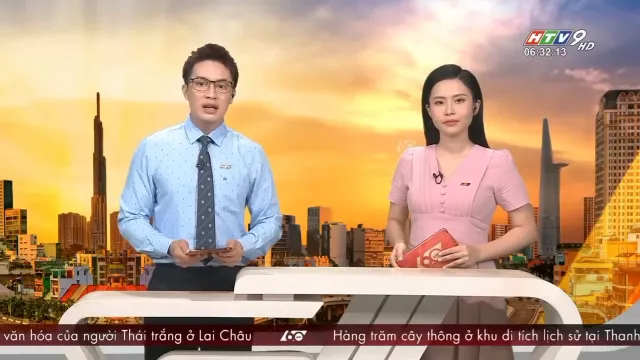 HTV9 HD
06:32:13
văn hóa của người Thái trắng ở Lai Châu
60
Hàng trăm cây thông ở khu di tích lịch sử tại Thanh